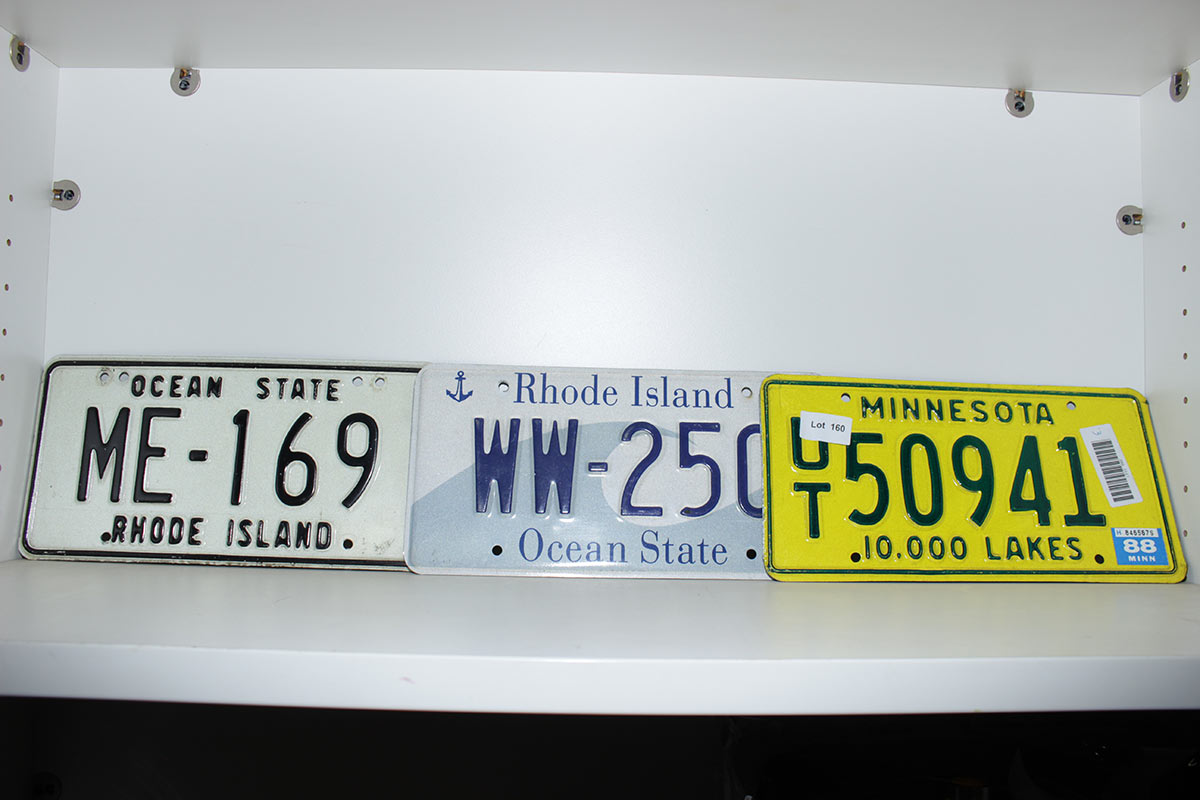 OCEAN STATE
ME-169
RHODE ISLAND
Rhode Island
WW-250
Ocean State
MINNESOTA
Lot 160
UT 50941
10,000 LAKES
88
MINN